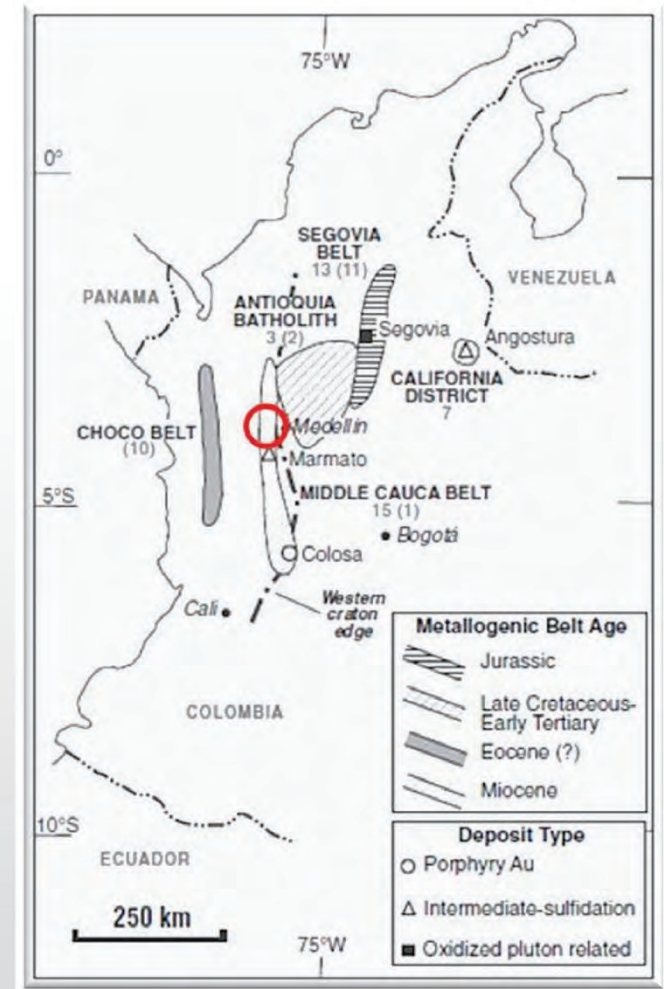 75°W
0°
SEGOVIA
BELT
13 (11)
VENEZUELA
PANAMA
ANTIOQUIA
BATHOLITH
3 (2)
Segovia
Angostura
CALIFORNIA
DISTRICT
7
CHOCO BELT
(10)
Medellín
Marmato
MIDDLE CAUCA BELT
15 (1)
5°S
Bogotá
Colosa
Cali
Western
craton
edge
Metallogenic Belt Age
Jurassic
Late Cretaceous-
Early Tertiary
Eocene (?)
Miocene
COLOMBIA
10°S
ECUADOR
Deposit Type
Porphyry Au
Intermediate-sulfidation
Oxidized pluton related
250 km
75°W